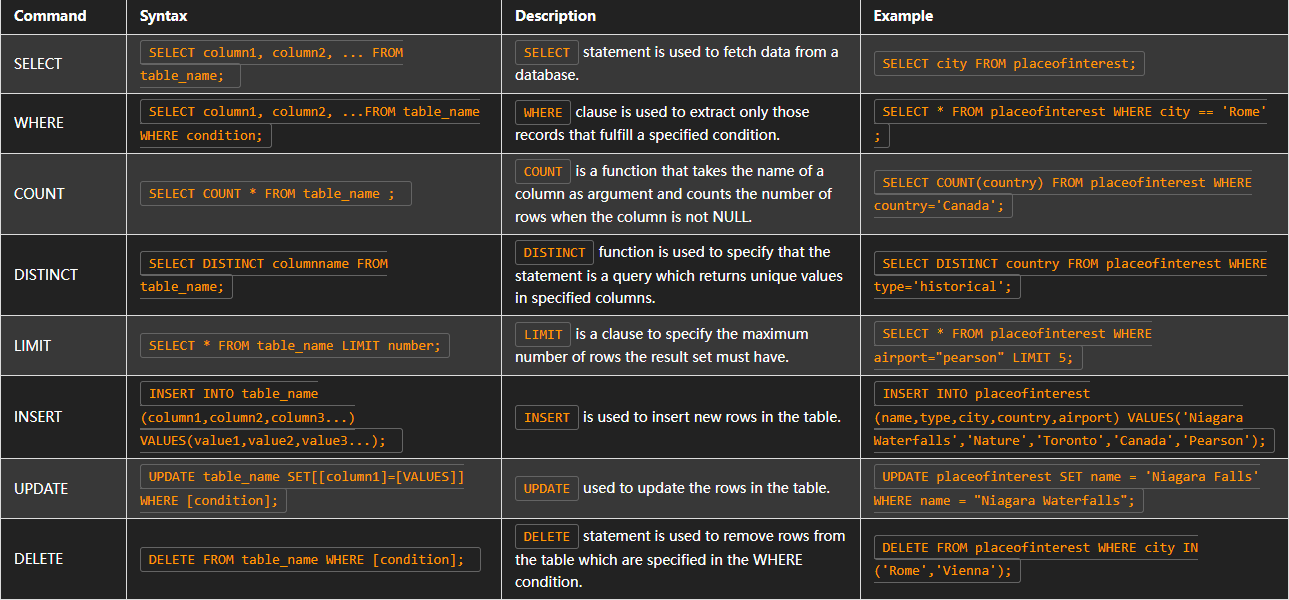 Command Syntax Description Example
SELECT
SELECT column1, column2, ... FROM
table_name;
SELECT statement is used to fetch data from a
database.
SELECT city FROM placeofinterest;
WHERE
SELECT column1, column2, ...FROM table_name
WHERE condition;
WHERE clause is used to extract only those
records that fulfill a specified condition.
SELECT * FROM placeofinterest WHERE city == 'Rome'
;
COUNT
SELECT COUNT * FROM table_name ;
COUNT is a function that takes the name of a
column as argument and counts the number of
rows when the column is not NULL.
SELECT COUNT(country) FROM placeofinterest WHERE
country='Canada';
DISTINCT
SELECT DISTINCT columnname FROM
table_name;
DISTINCT function is used to specify that the
statement is a query which returns unique values
in specified columns.
SELECT DISTINCT country FROM placeofinterest WHERE
type='historical';
LIMIT
SELECT * FROM table_name LIMIT number;
LIMIT is a clause to specify the maximum
number of rows the result set must have.
SELECT * FROM placeofinterest WHERE
airport="pearson" LIMIT 5;
INSERT
INSERT INTO table_name
(column1,column2,column3...)
VALUES(value1,value2,value3...);
INSERT is used to insert new rows in the table.
INSERT INTO placeofinterest
(name,type,city,country,airport) VALUES('Niagara
Waterfalls','Nature','Toronto','Canada','Pearson');
UPDATE
UPDATE table_name SET[[column1]=[VALUES]]
WHERE [condition];
UPDATE used to update the rows in the table.
UPDATE placeofinterest SET name = 'Niagara Falls'
WHERE name = "Niagara Waterfalls";
DELETE
DELETE FROM table_name WHERE [condition];
DELETE statement is used to remove rows from
the table which are specified in the WHERE
condition.
DELETE FROM placeofinterest WHERE city IN
('Rome','Vienna');